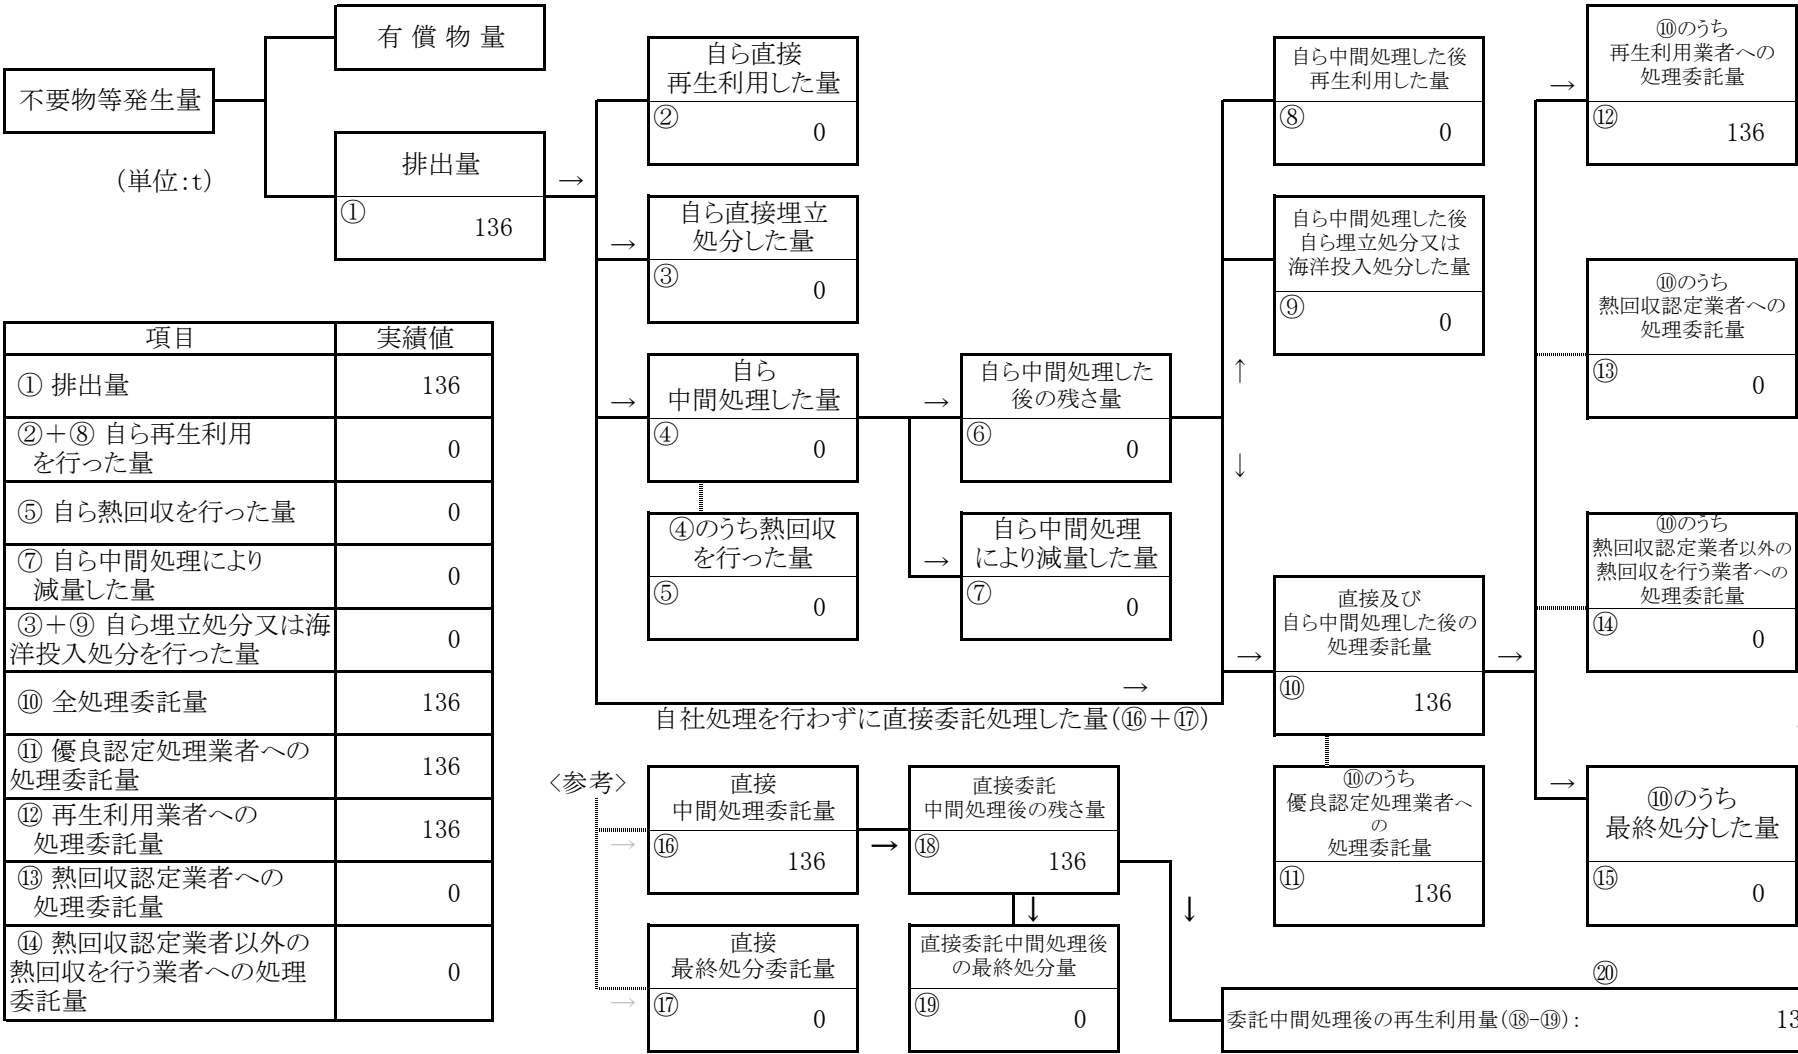 不要物等発生量
(単位:t)
有 償 物 量
排出量
①
136
→
自ら直接
再生利用した量
②
0
→
自ら直接埋立
処分した量
③
0
→
自ら
中間処理した量
④
0
④のうち熱回収
を行った量
⑤
0
→
自ら中間処理した
後の残さ量
⑥
0
→
自ら中間処理
により減量した量
⑦
0
→
自社処理を行わずに直接委託処理した量(⑯+⑰)
自ら中間処理した後
再生利用した量
⑧
0
自ら中間処理した後
自ら埋立処分又は
海洋投入処分した量
⑨
0
↑
↓
→
直接及び
自ら中間処理した後の
処理委託量
⑩
136
⑩のうち
優良認定処理業者へ
の
処理委託量
⑪
136
→
→
⑩のうち
再生利用業者への
処理委託量
⑫
136
⑩のうち
熱回収認定業者への
処理委託量
⑬
0
⑩のうち
熱回収認定業者以外の
熱回収を行う業者への
処理委託量
⑭
0
→
⑩のうち
最終処分した量
⑮
0
項目 実績値
① 排出量 136
②+⑧ 自ら再生利用
を行った量 0
⑤ 自ら熱回収を行った量 0
⑦ 自ら中間処理により
減量した量 0
③+⑨ 自ら埋立処分又は海
洋投入処分を行った量 0
⑩ 全処理委託量 136
⑪ 優良認定処理業者への
処理委託量 136
⑫ 再生利用業者への
処理委託量 136
⑬ 熱回収認定業者への
処理委託量 0
⑭ 熱回収認定業者以外の
熱回収を行う業者への処理
委託量 0
<参考>
→
直接
中間処理委託量
⑯
136
→
直接委託
中間処理後の残さ量
⑱
136
↓
→
直接
最終処分委託量
⑰
0
直接委託中間処理後
の最終処分量
⑲
0
↓
⑳
委託中間処理後の再生利用量(⑱-⑲):